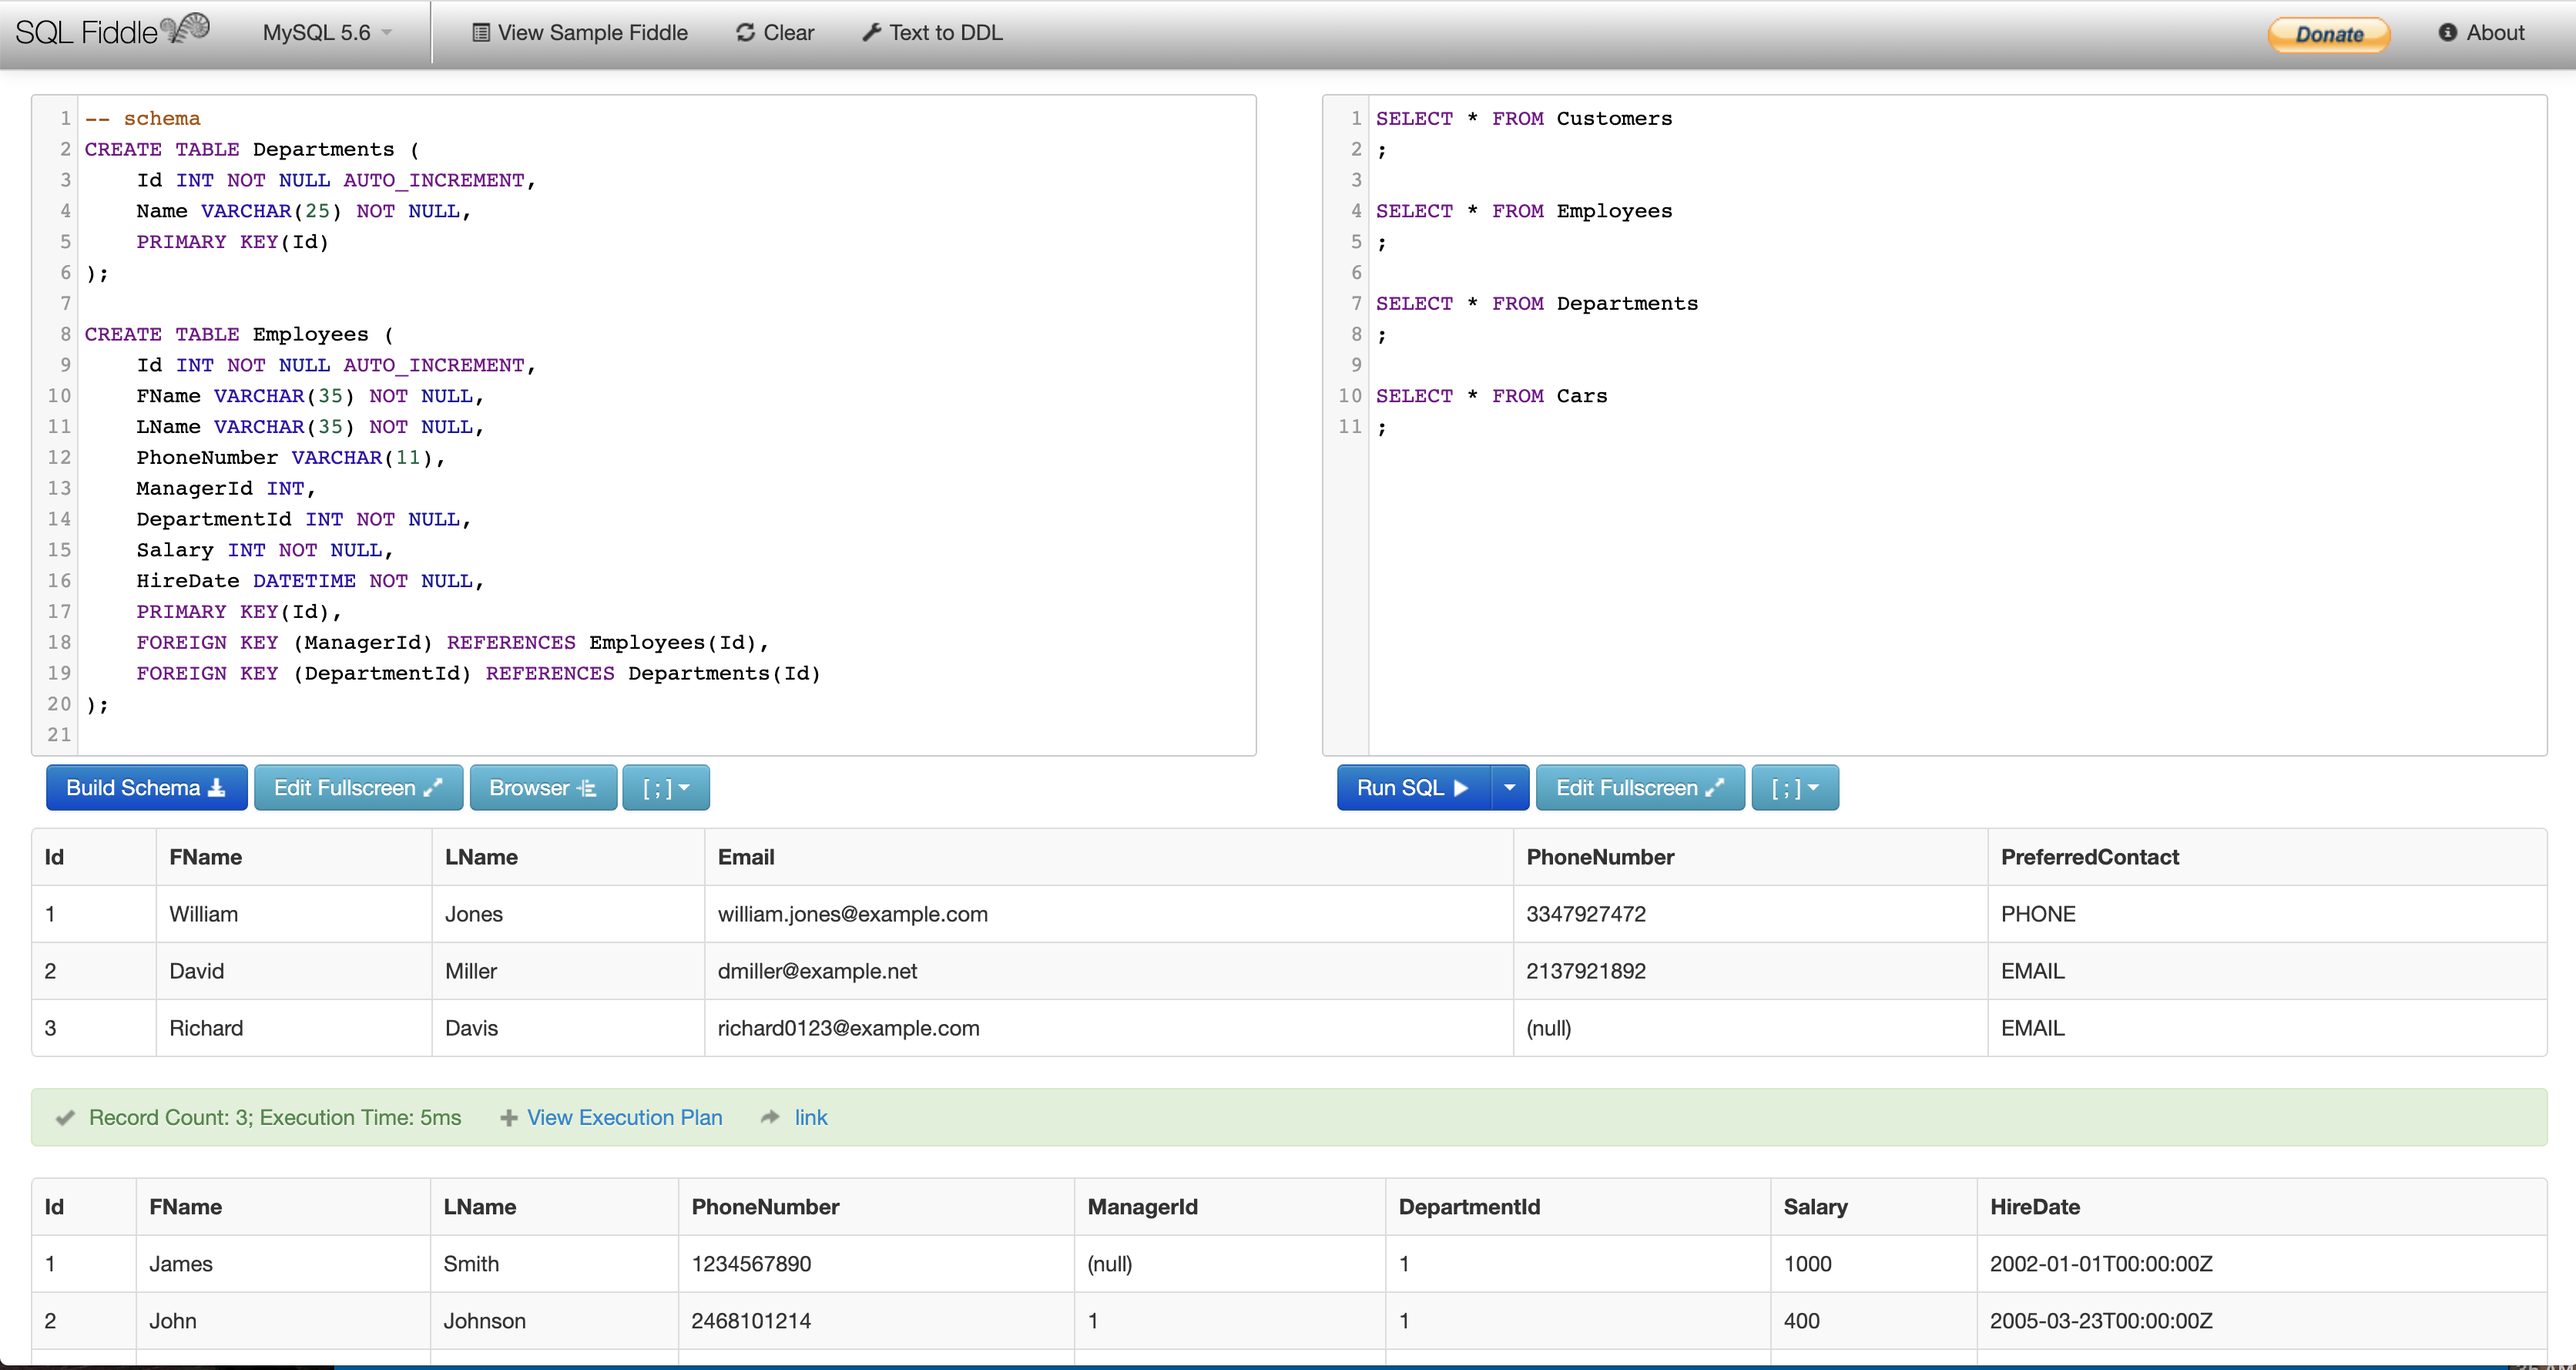 SQL Fiddle MySQL 5.6 View Sample Fiddle Clear Text to DDL Donate About
1 -- schema
2 CREATE TABLE Departments (
3 Id INT NOT NULL AUTO_INCREMENT,
4 Name VARCHAR(25) NOT NULL,
5 PRIMARY KEY(Id)
6 );
7
8 CREATE TABLE Employees (
9 Id INT NOT NULL AUTO_INCREMENT,
10 FName VARCHAR(35) NOT NULL,
11 LName VARCHAR(35) NOT NULL,
12 PhoneNumber VARCHAR(11),
13 ManagerId INT,
14 DepartmentId INT NOT NULL,
15 Salary INT NOT NULL,
16 HireDate DATETIME NOT NULL,
17 PRIMARY KEY(Id),
18 FOREIGN KEY (ManagerId) REFERENCES Employees(Id),
19 FOREIGN KEY (DepartmentId) REFERENCES Departments(Id)
20 );
21
1 SELECT * FROM Customers
2 ;
3
4 SELECT * FROM Employees
5 ;
6
7 SELECT * FROM Departments
8 ;
9
10 SELECT * FROM Cars
11 ;
Build Schema Edit Fullscreen Browser [ ; ]
Run SQL Edit Fullscreen [ ; ]
Id FName LName Email PhoneNumber PreferredContact
1 William Jones william.jones@example.com 3347927472 PHONE
2 David Miller dmiller@example.net 2137921892 EMAIL
3 Richard Davis richard0123@example.com (null) EMAIL
Record Count: 3; Execution Time: 5ms View Execution Plan link
Id FName LName PhoneNumber ManagerId DepartmentId Salary HireDate
1 James Smith 1234567890 (null) 1 1000 2002-01-01T00:00:00Z
2 John Johnson 2468101214 1 1 400 2005-03-23T00:00:00Z